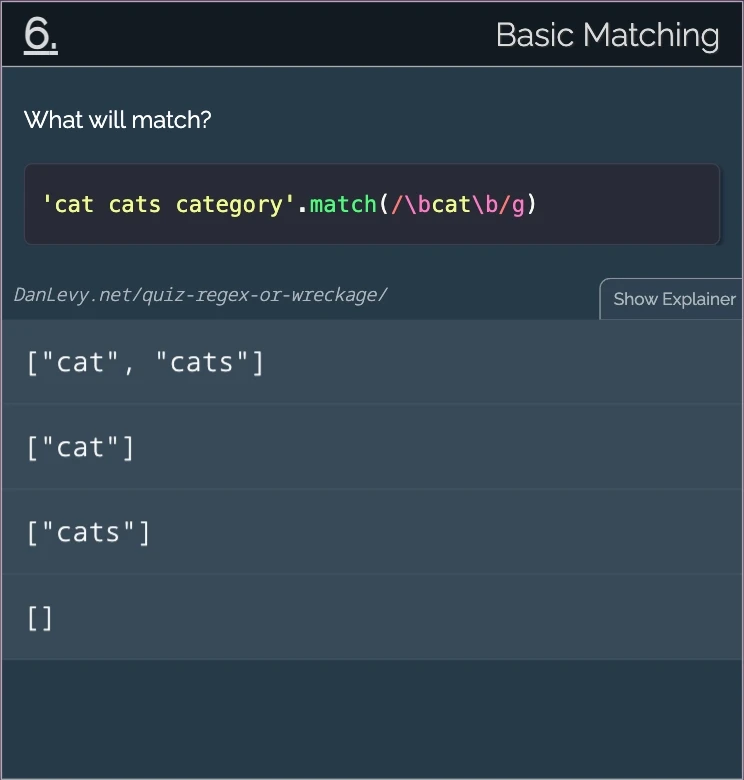 6.
Basic Matching
What will match?
'cat cats category'.match(/\bcat\b/g)
DanLevy.net/quiz-regex-or-wreckage/
Show Explainer
["cat", "cats"]
["cat"]
["cats"]
[]